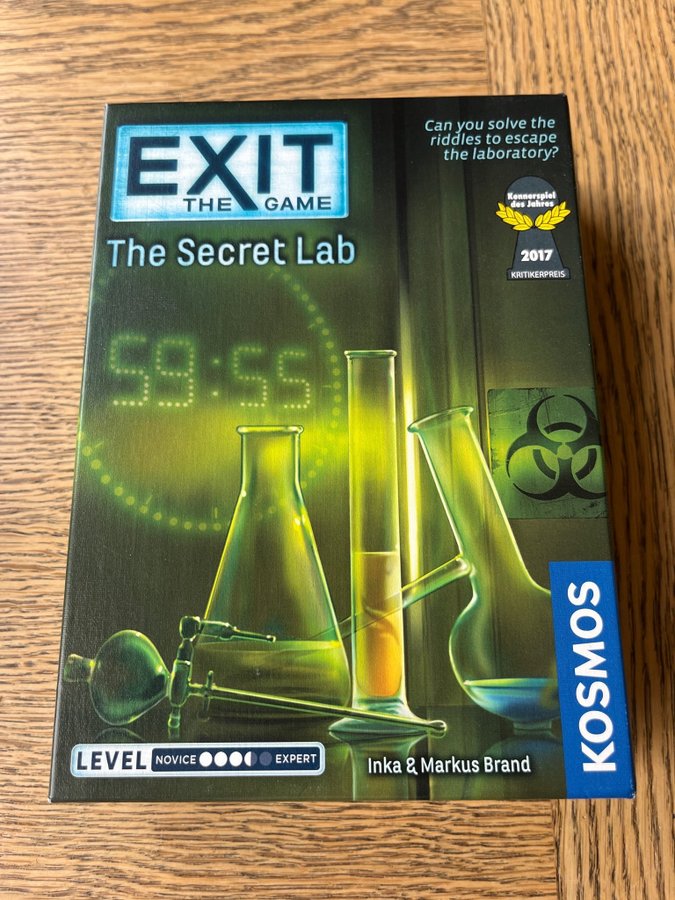 EXIT
THE GAME
The Secret Lab
Can you solve the
riddles to escape
the laboratory?
Kennerspiel
des Jahres
2017
KRITIKERPREIS
59:55
KOSMOS
LEVEL NOVICE EXPERT
Inka & Markus Brand